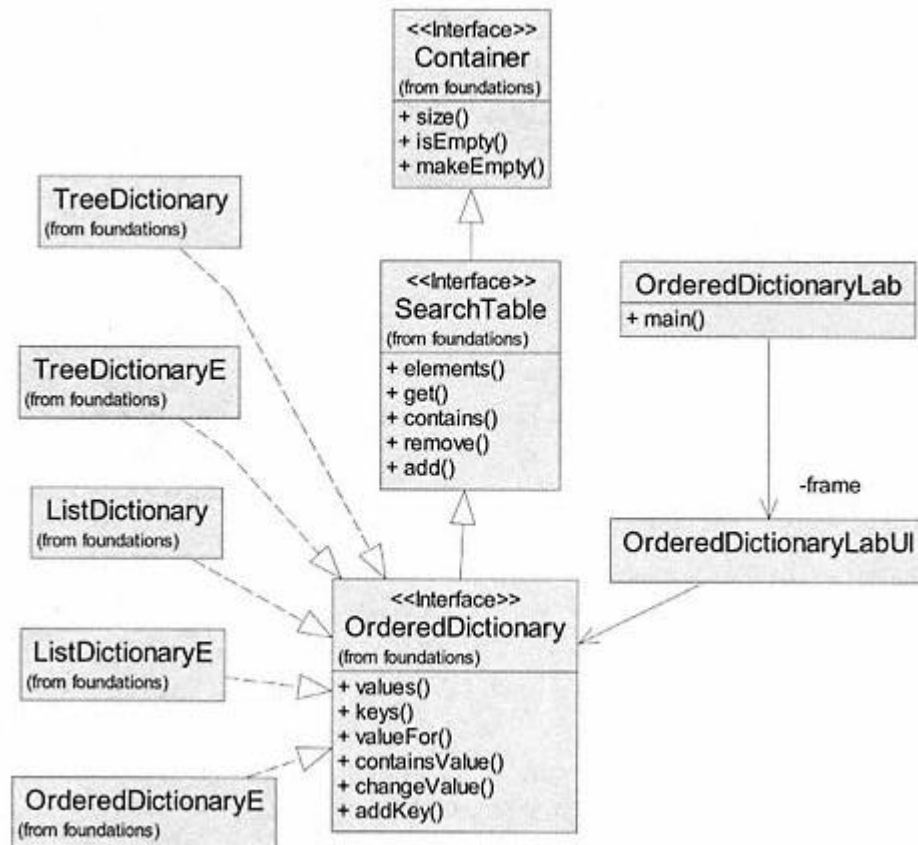 <<Interface>>
Container
(from foundations)
+ size()
+ isEmpty()
+ makeEmpty()
TreeDictionary
(from foundations)
<<Interface>>
SearchTable
(from foundations)
+ elements()
+ get()
+ contains()
+ remove()
+ add()
OrderedDictionaryLab
+ main()
TreeDictionaryE
(from foundations)
ListDictionary
(from foundations)
-frame
OrderedDictionaryLabUI
<<Interface>>
OrderedDictionary
(from foundations)
+ values()
+ keys()
+ valueFor()
+ containsValue()
+ changeValue()
+ addKey()
ListDictionaryE
(from foundations)
OrderedDictionaryE
(from foundations)